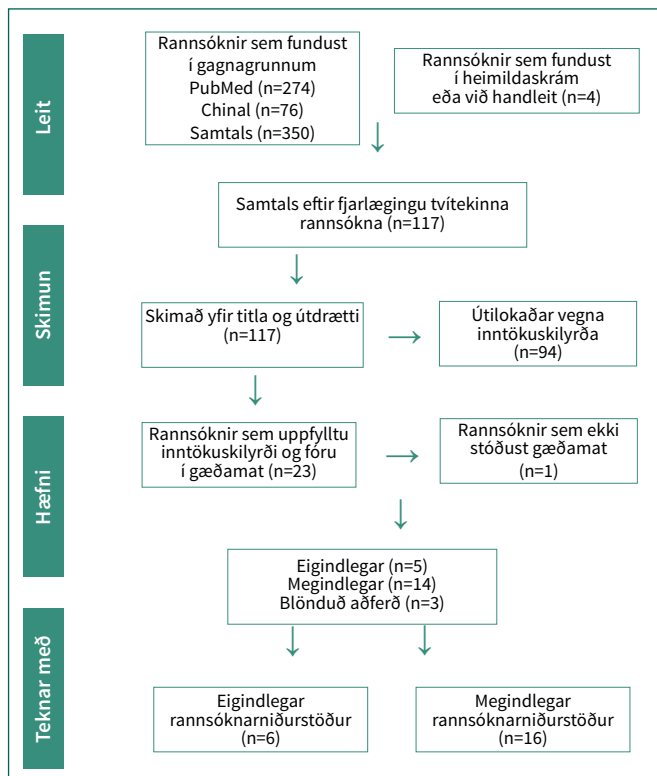 Leit
Rannsóknir sem fundust
í gagnagrunnum
PubMed (n=274)
Chinal (n=76)
Samtals (n=350)
Rannsóknir sem fundust
í heimildaskrám
eða við handleit (n=4)
Samtals eftir fjarlægingu tvítekinna
rannsókna (n=117)
Skimun
Skimað yfir titla og útdrætti
(n=117)
Útilokaðar vegna
inntökuskilyrða
(n=94)
Hæfni
Rannsóknir sem uppfylltu
inntökuskilyrði og fóru
í gæðamat (n=23)
Rannsóknir sem ekki
stóðust gæðamat
(n=1)
Eigindlegar (n=5)
Megindlegar (n=14)
Blönduð aðferð (n=3)
Teknar með
Eigindlegar
rannsóknarniðurstöður
(n=6)
Megindlegar
rannsóknarniðurstöður
(n=16)